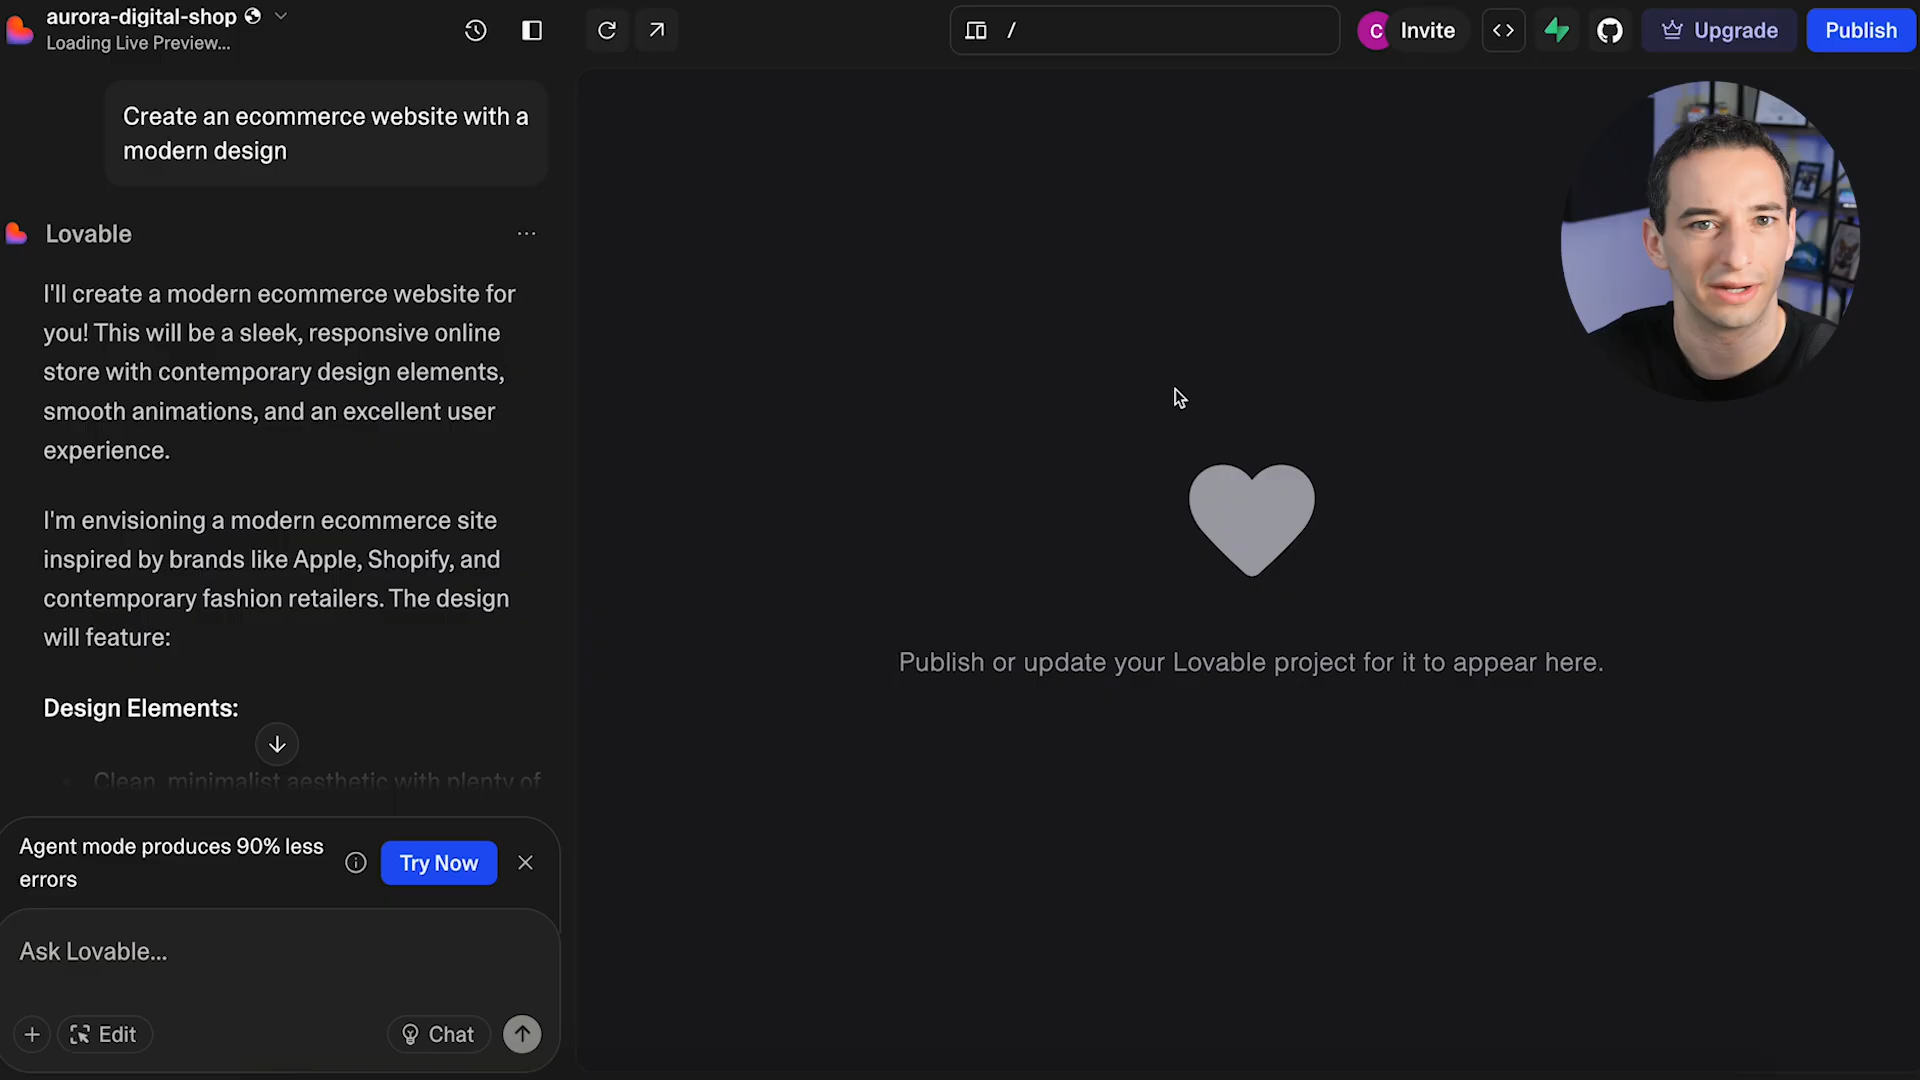 aurora-digital-shop
Loading Live Preview...
/
C
Invite
Upgrade
Publish
Create an ecommerce website with a
modern design
Lovable
I'll create a modern ecommerce website for
you! This will be a sleek, responsive online
store with contemporary design elements,
smooth animations, and an excellent user
experience.
I'm envisioning a modern ecommerce site
inspired by brands like Apple, Shopify, and
contemporary fashion retailers. The design
will feature:
Design Elements:
Clean, minimalist aesthetic with plenty of
Agent mode produces 90% less
errors
Try Now
Ask Lovable...
Edit
Chat
Publish or update your Lovable project for it to appear here.